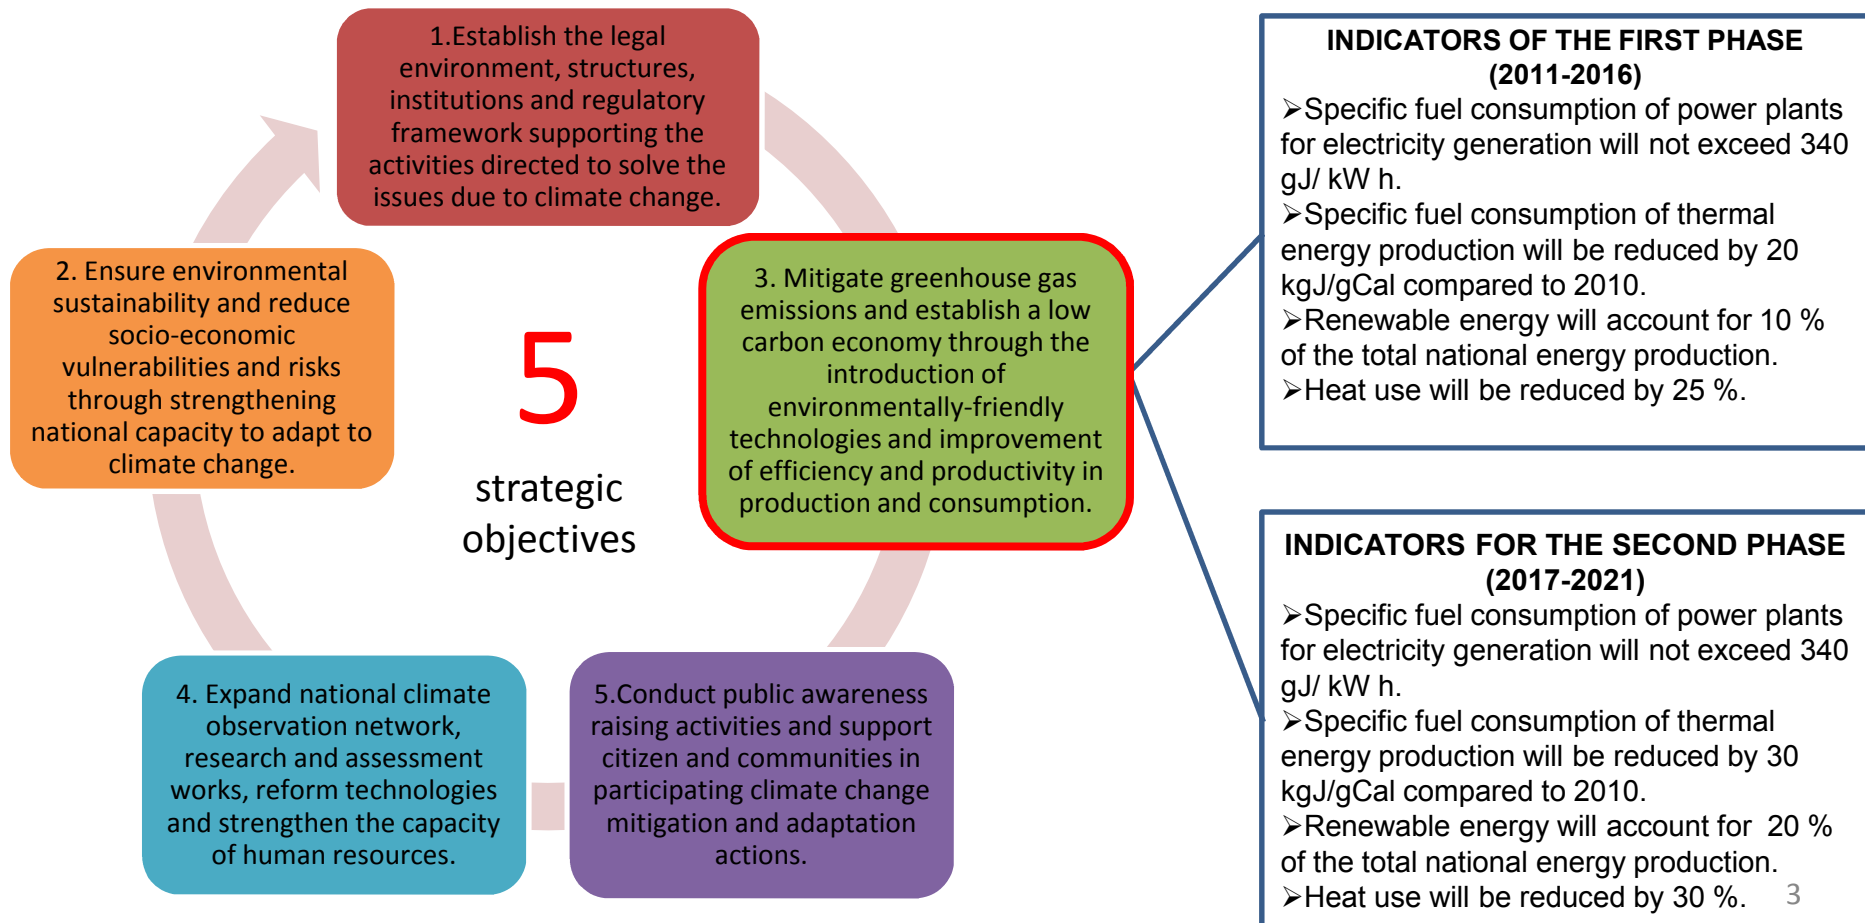 1.Establish the legal
environment, structures,
institutions and regulatory
framework supporting the
activities directed to solve the
issues due to climate change.
2. Ensure environmental
sustainability and reduce
socio-economic
vulnerabilities and risks
through strengthening
national capacity to adapt to
climate change.
5
strategic
objectives
3. Mitigate greenhouse gas
emissions and establish a low
carbon economy through the
introduction of
environmentally-friendly
technologies and improvement
of efficiency and productivity in
production and consumption.
4. Expand national climate
observation network,
research and assessment
works, reform technologies
and strengthen the capacity
of human resources.
5.Conduct public awareness
raising activities and support
citizen and communities in
participating climate change
mitigation and adaptation
actions.
INDICATORS OF THE FIRST PHASE
(2011-2016)
➢Specific fuel consumption of power plants
for electricity generation will not exceed 340
gJ/ kW h.
➢Specific fuel consumption of thermal
energy production will be reduced by 20
kgJ/gCal compared to 2010.
➢Renewable energy will account for 10 %
of the total national energy production.
➢Heat use will be reduced by 25 %.
INDICATORS FOR THE SECOND PHASE
(2017-2021)
➢Specific fuel consumption of power plants
for electricity generation will not exceed 340
gJ/ kW h.
➢Specific fuel consumption of thermal
energy production will be reduced by 30
kgJ/gCal compared to 2010.
➢Renewable energy will account for  20 %
of the total national energy production.
➢Heat use will be reduced by 30 %.
3